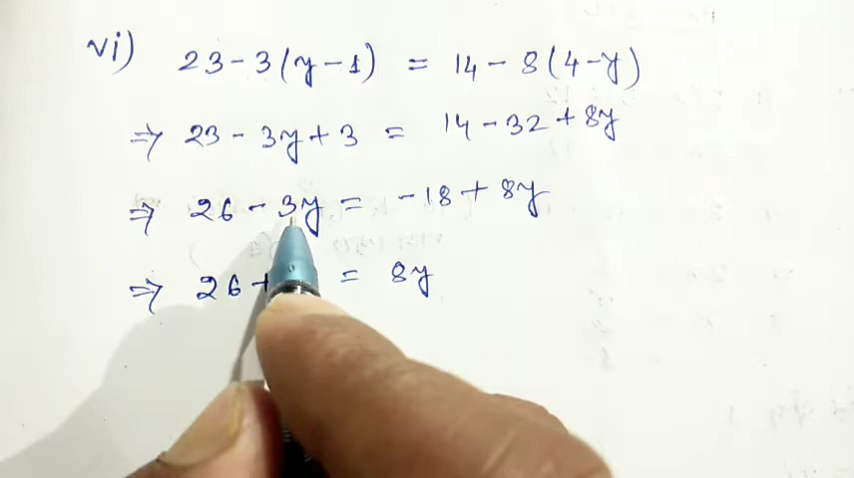 vi) 23 - 3(y - 1) = 14 - 8(4 - y)
⇒ 23 - 3y + 3 = 14 - 32 + 8y
⇒ 26 - 3y = -18 + 8y
⇒ 26 + = 8y